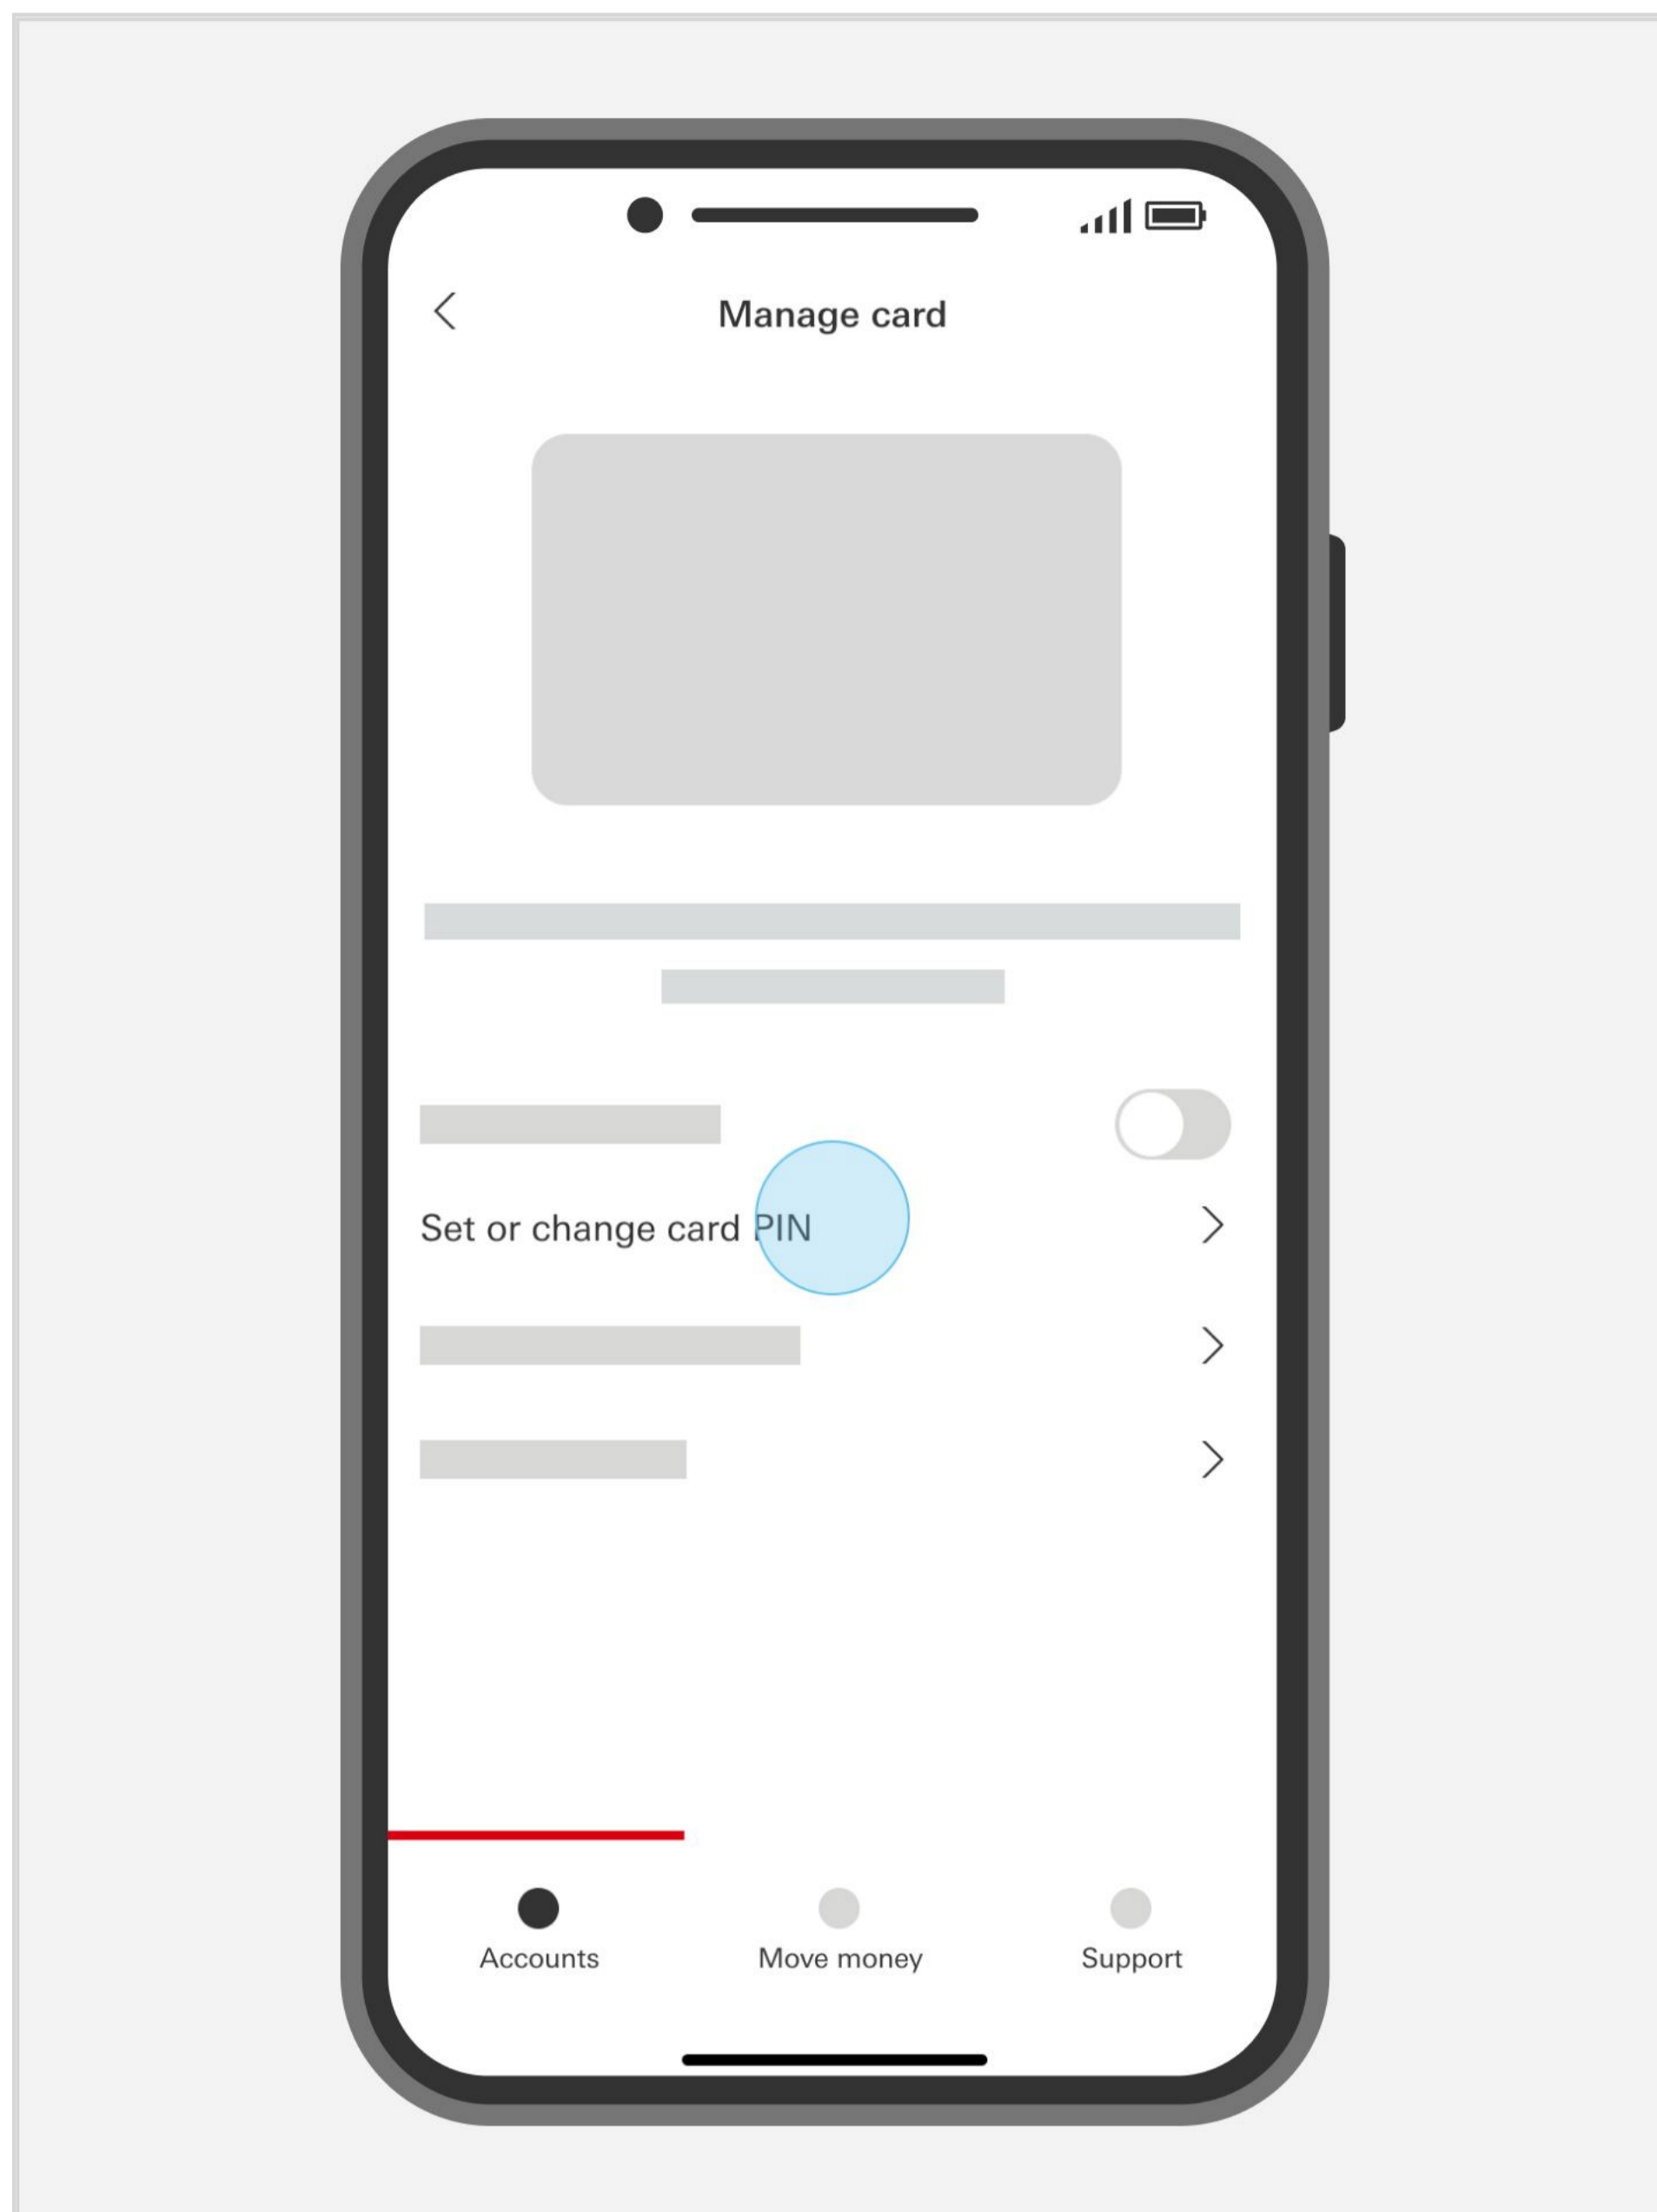 Manage card
Set or change card PIN
Accounts
Move money
Support